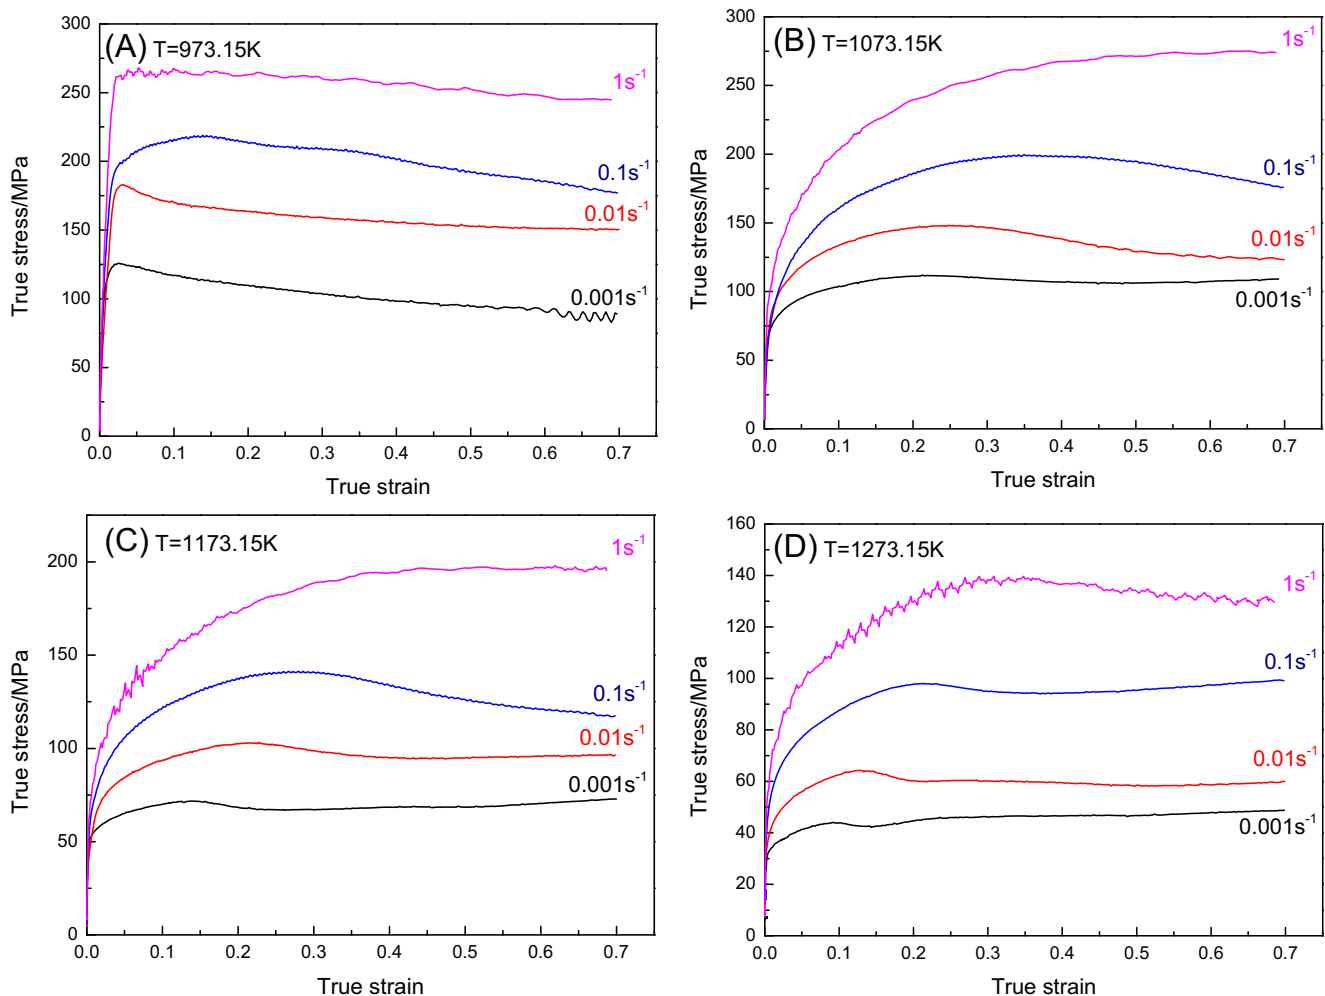 (A) T=973.15K
300
250
200
150
100
50
0
True stress/MPa
1s⁻¹
0.1s⁻¹
0.01s⁻¹
0.001s⁻¹
0.0 0.1 0.2 0.3 0.4 0.5 0.6 0.7
True strain
(B) T=1073.15K
300
250
200
150
100
50
0
True stress/MPa
1s⁻¹
0.1s⁻¹
0.01s⁻¹
0.001s⁻¹
0.0 0.1 0.2 0.3 0.4 0.5 0.6 0.7
True strain
(C) T=1173.15K
200
150
100
50
0
True stress/MPa
1s⁻¹
0.1s⁻¹
0.01s⁻¹
0.001s⁻¹
0.0 0.1 0.2 0.3 0.4 0.5 0.6 0.7
True strain
(D) T=1273.15K
160
140
120
100
80
60
40
20
0
True stress/MPa
1s⁻¹
0.1s⁻¹
0.01s⁻¹
0.001s⁻¹
0.0 0.1 0.2 0.3 0.4 0.5 0.6 0.7
True strain